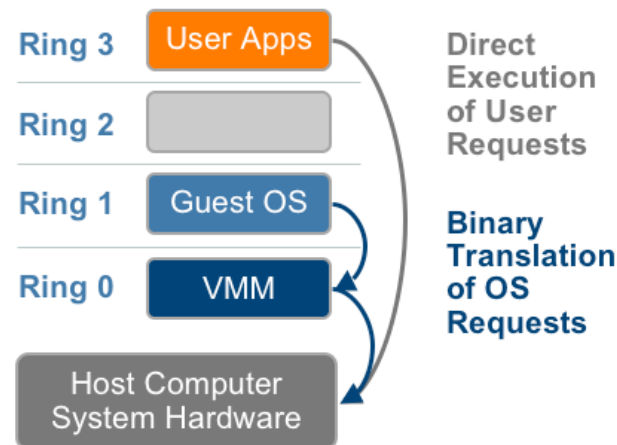 Ring 3
User Apps
Ring 2
Ring 1
Guest OS
Ring 0
VMM
Host Computer
System Hardware
Direct
Execution
of User
Requests
Binary
Translation
of OS
Requests